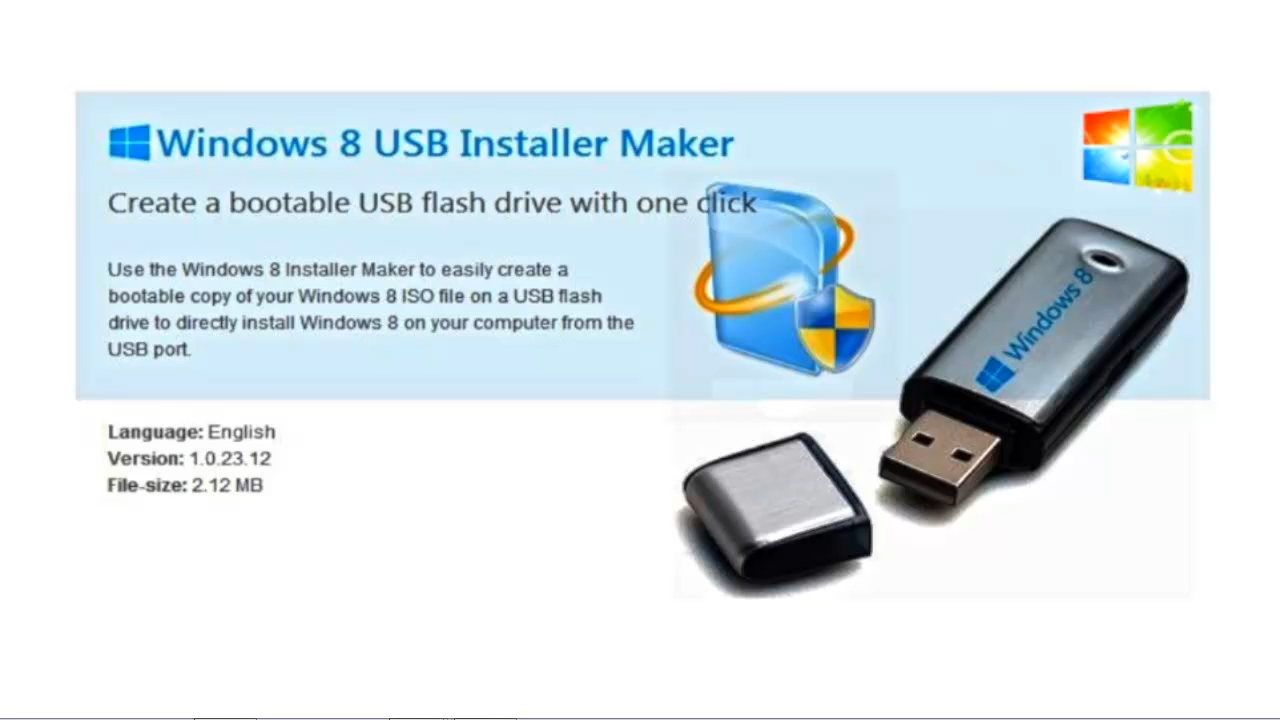 Windows 8 USB Installer Maker
Create a bootable USB flash drive with one click
Use the Windows 8 Installer Maker to easily create a
bootable copy of your Windows 8 ISO file on a USB flash
drive to directly install Windows 8 on your computer from the
USB port.
Windows 8
Language: English
Version: 1.0.23.12
File-size: 2.12 MB